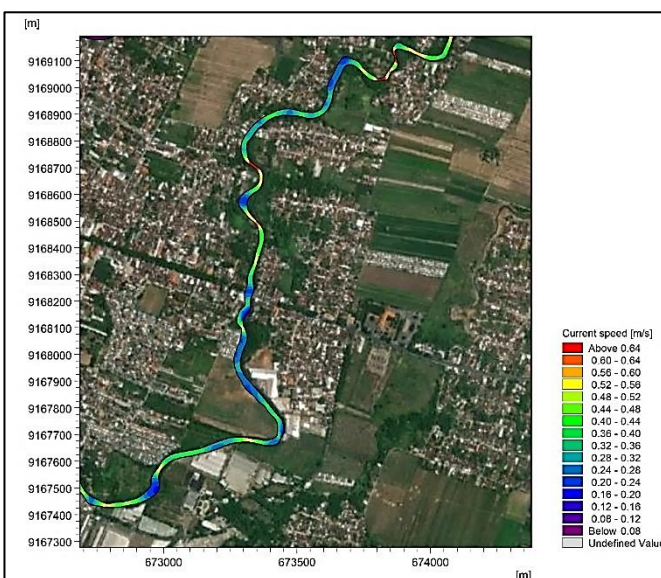 [m]
9169100
9169000
9168900
9168800
9168700
9168600
9168500
9168400
9168300
9168200
9168100
9168000
9167900
9167800
9167700
9167600
9167500
9167400
9167300
673000
673500
674000
[m]
Current speed [m/s]
Above 0.64
0.60 - 0.64
0.56 - 0.60
0.52 - 0.56
0.48 - 0.52
0.44 - 0.48
0.40 - 0.44
0.36 - 0.40
0.32 - 0.36
0.28 - 0.32
0.24 - 0.28
0.20 - 0.24
0.16 - 0.20
0.12 - 0.16
0.08 - 0.12
Below 0.08
Undefined Value